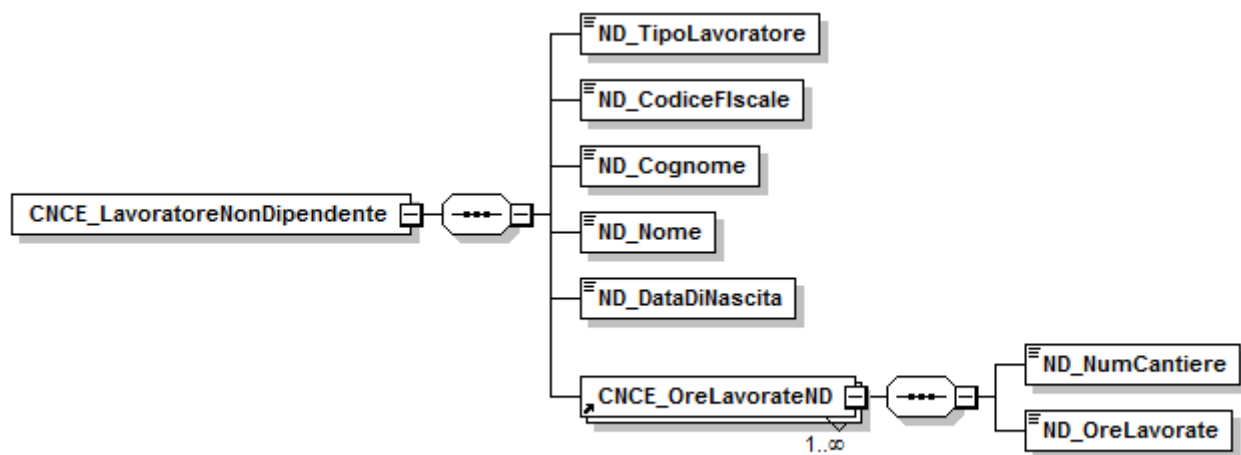 ND_TipoLavoratore
ND_CodiceFIscale
ND_Cognome
CNCE_LavoratoreNonDipendente
ND_Nome
ND_DataDiNascita
CNCE_OreLavorateND
1..∞
ND_NumCantiere
ND_OreLavorate